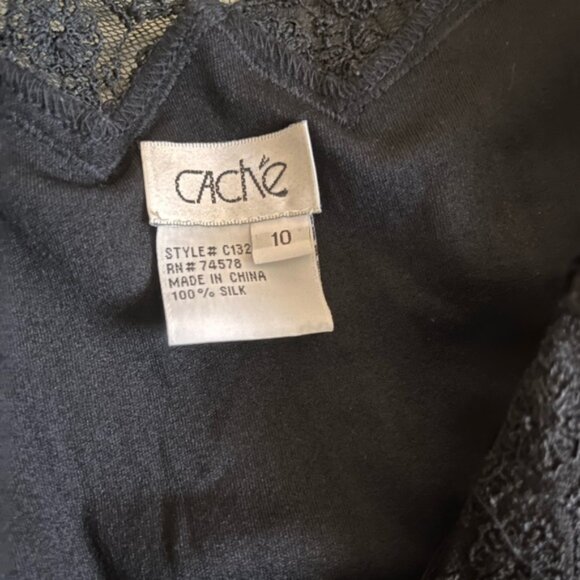 CACHÉ
10
STYLE# C132
RN# 74578
MADE IN CHINA
100% SILK